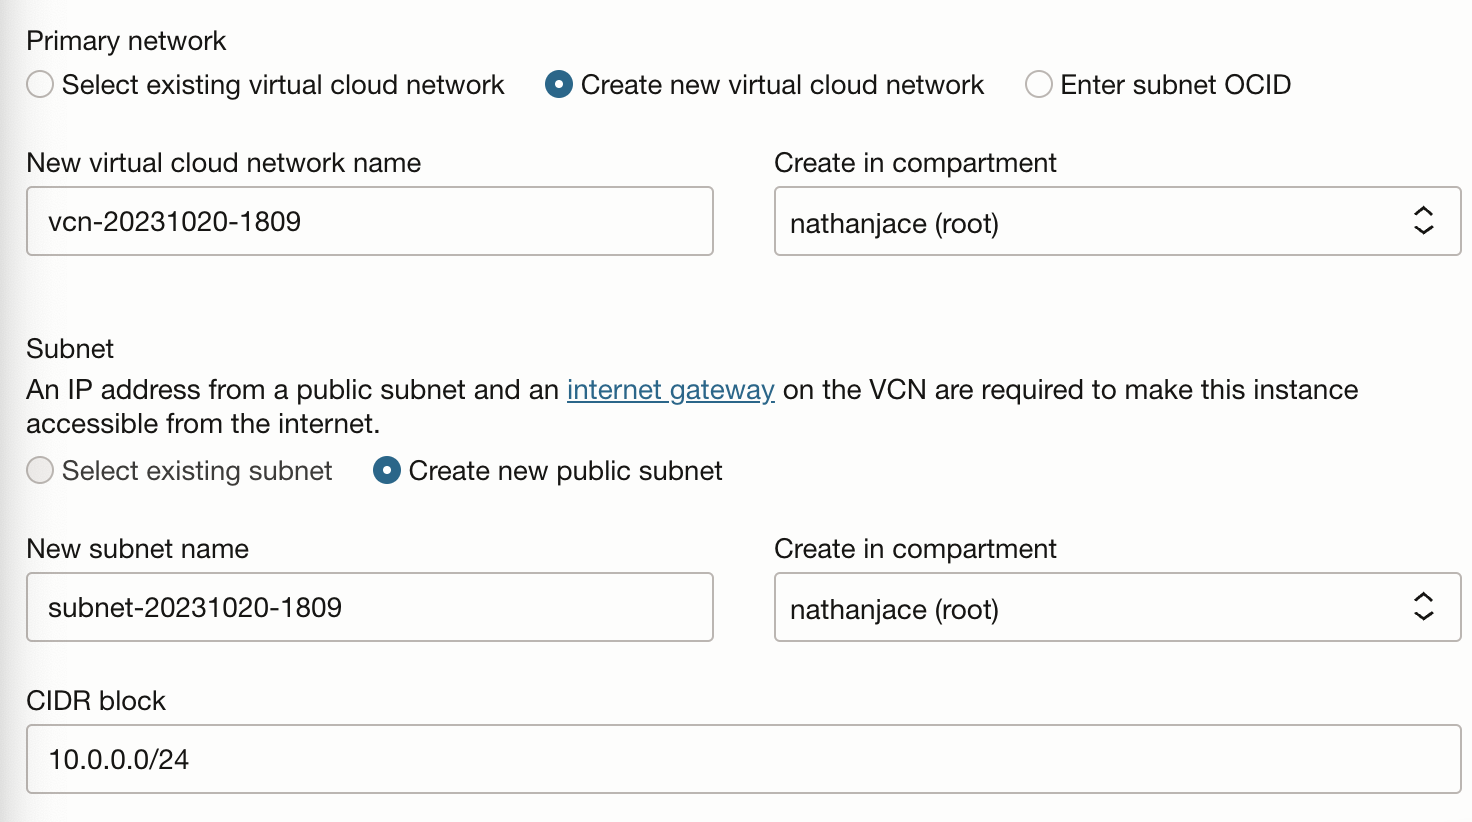 Primary network
Select existing virtual cloud network
Create new virtual cloud network
Enter subnet OCID
New virtual cloud network name
Create in compartment
vcn-20231020-1809
nathanjace (root)
Subnet
An IP address from a public subnet and an internet gateway on the VCN are required to make this instance
accessible from the internet.
Select existing subnet
Create new public subnet
New subnet name
Create in compartment
subnet-20231020-1809
nathanjace (root)
CIDR block
10.0.0.0/24